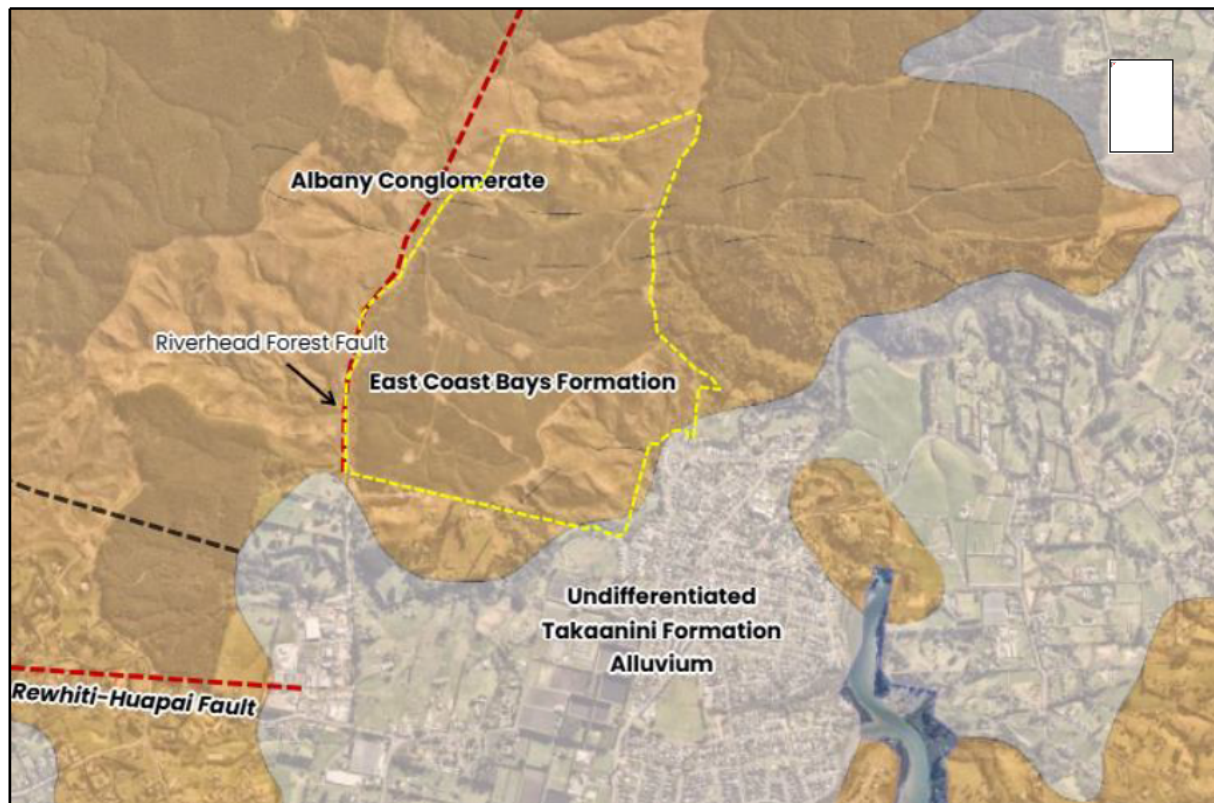 Albany Conglomerate
Riverhead Forest Fault
East Coast Bays Formation
Undifferentiated
Takaanini Formation
Alluvium
Rewhiti-Huapai Fault